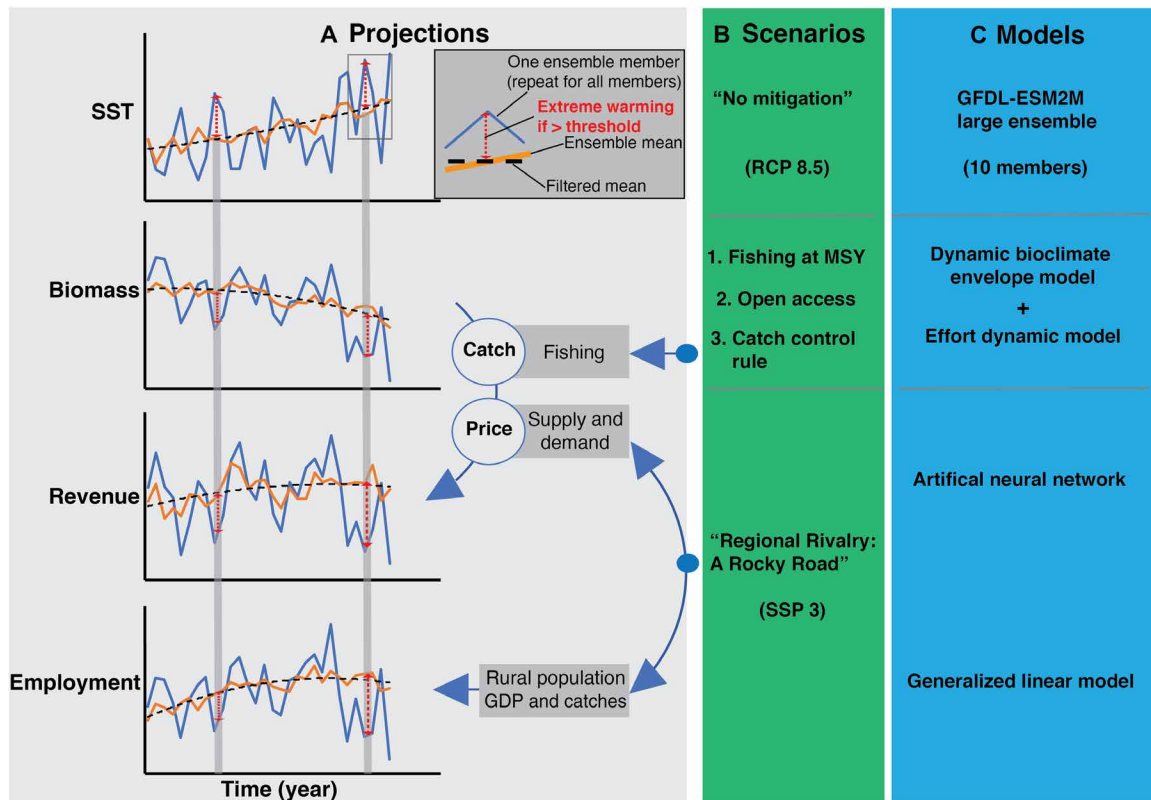 A Projections
SST
One ensemble member
(repeat for all members)
Extreme warming
if > threshold
Ensemble mean
Filtered mean
Biomass
Catch
Fishing
Price
Supply and
demand
Revenue
Employment
Rural population
GDP and catches
Time (year)
B Scenarios
“No mitigation”
(RCP 8.5)
1. Fishing at MSY
2. Open access
3. Catch control
rule
“Regional Rivalry:
A Rocky Road”
(SSP 3)
C Models
GFDL-ESM2M
large ensemble
(10 members)
Dynamic bioclimate
envelope model
+
Effort dynamic model
Artifical neural network
Generalized linear model